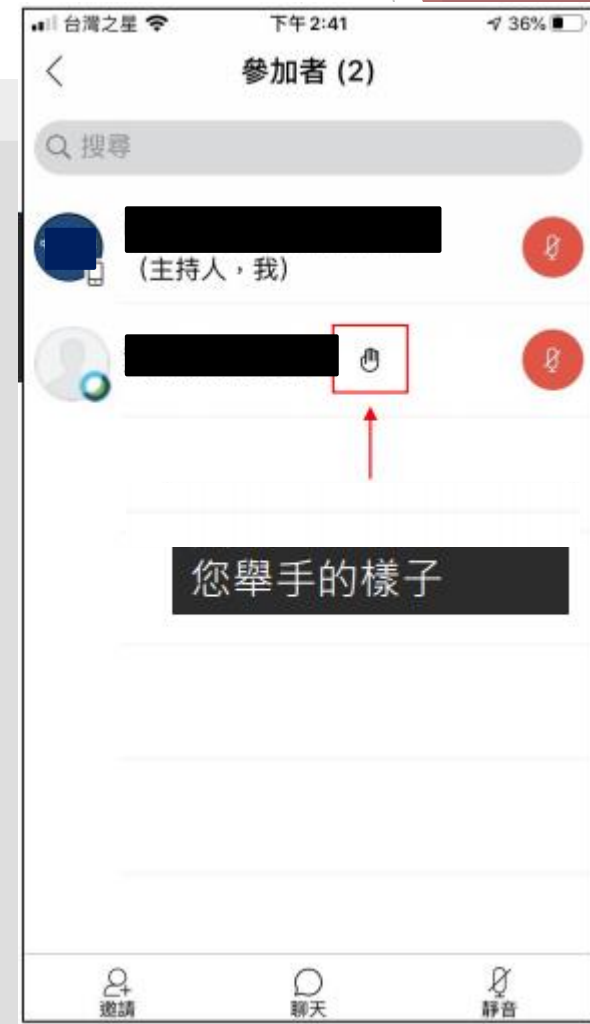 台灣之星
下午2:41
36%
參加者 (2)
搜尋
(主持人,我)
您舉手的樣子
邀請
聊天
靜音